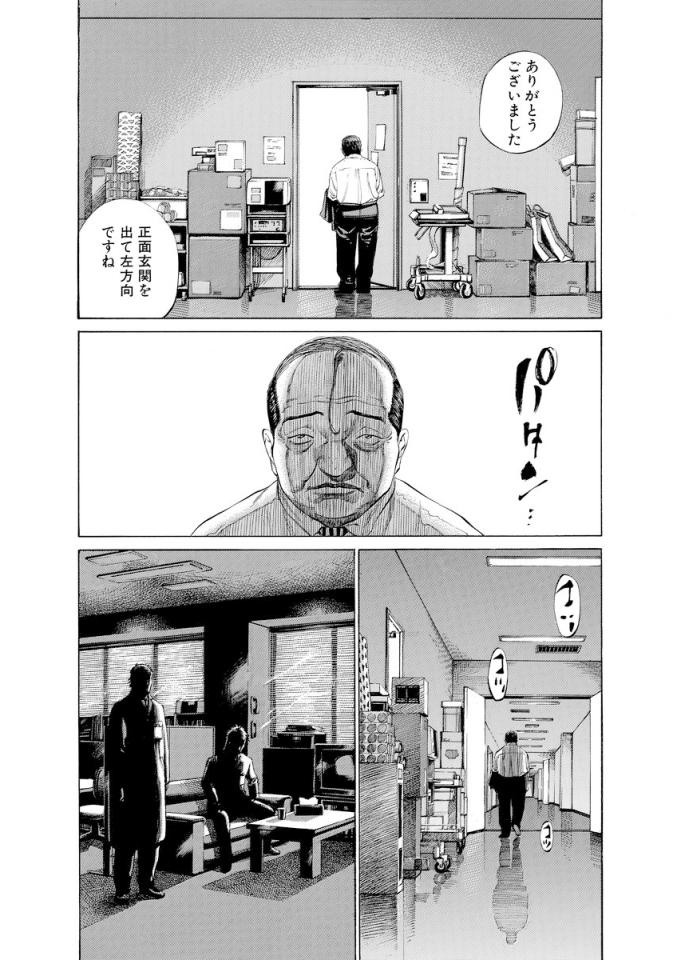 ありがとう
ございました
正面玄関を
出て左方向
ですね
パタン…
コッ
コッ
コッ